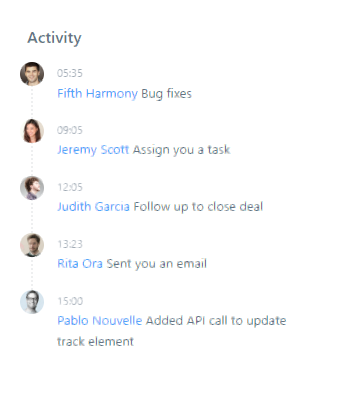 Activity
05:35
Fifth Harmony Bug fixes
09:05
Jeremy Scott Assign you a task
12:05
Judith Garcia Follow up to close deal
13:23
Rita Ora Sent you an email
15:00
Pablo Nouvelle Added API call to update
track element